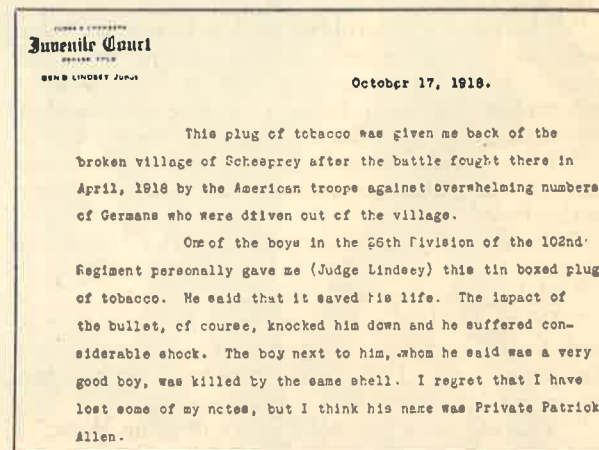 JUDGE'S CHAMBERS
Juvenile Court
DENVER, COLO
BEN B LINDSEY JUDGE
October 17, 1918.
This plug of tobacco was given me back of the
broken village of Scheeprey after the battle fought there in
April, 1918 by the American troops against overwhelming numbers
of Germans who were driven out of the village.
One of the boys in the 26th Division of the 102nd
Regiment personally gave me (Judge Lindsey) this tin boxed plug
of tobacco. He said that it saved his life. The impact of
the bullet, of course, knocked him down and he suffered con-
siderable shock. The boy next to him, whom he said was a very
good boy, was killed by the same shell. I regret that I have
lost some of my notes, but I think his name was Private Patrick
Allen.